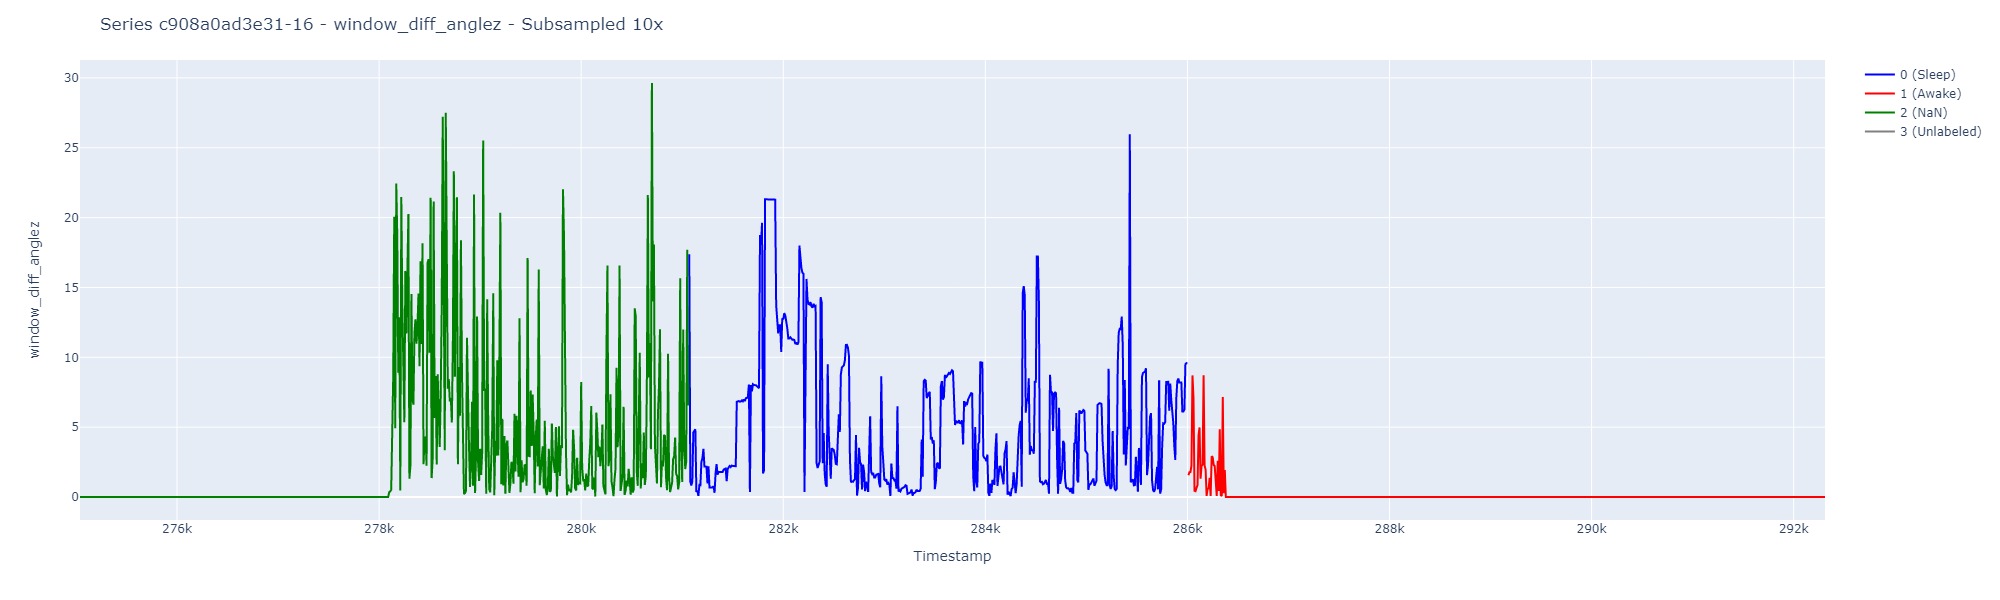 Series c908a0ad3e31-16 - window_diff_anglez - Subsampled 10x
30
25
20
15
10
5
0
window_diff_anglez
276k 278k 280k 282k 284k 286k 288k 290k 292k
Timestamp
0 (Sleep)
1 (Awake)
2 (NaN)
3 (Unlabeled)